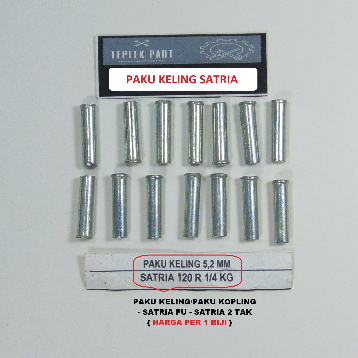 TEPLEK PART
PAKU KELING SATRIA
PAKU KELING 5,2 MM
SATRIA 120 R 1/4 KG
PAKU KELING/PAKU KOPLING
- SATRIA FU - SATRIA 2 TAK
( HARGA PER 1 BIJI )